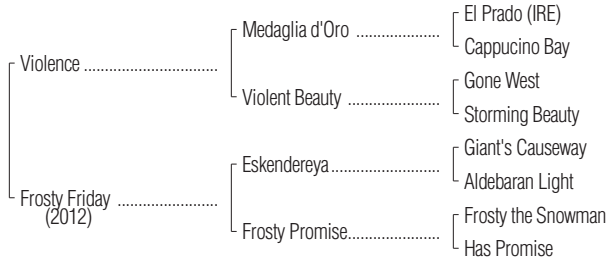 El Prado (IRE)
Medaglia d'Oro ....................
Cappucino Bay
Violence ................................
Gone West
Violent Beauty ......................
Storming Beauty
Giant's Causeway
Eskendereya..........................
Aldebaran Light
Frosty Friday ........................
(2012)
Frosty the Snowman
Frosty Promise......................
Has Promise